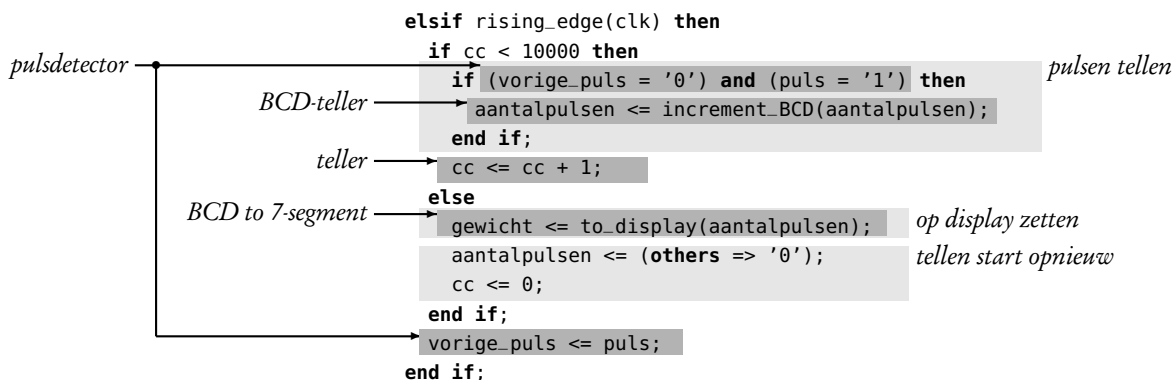 elsif rising_edge(clk) then
if cc < 10000 then
pulsdetector
if (vorige_puls = ’0’) and (puls = ’1’) then
pulsen tellen
BCD-teller
aantalpulsen <= increment_BCD(aantalpulsen);
end if;
teller
cc <= cc + 1;
else
BCD to 7-segment
gewicht <= to_display(aantalpulsen);
op display zetten
aantalpulsen <= (others => ’0’);
tellen start opnieuw
cc <= 0;
end if;
vorige_puls <= puls;
end if;